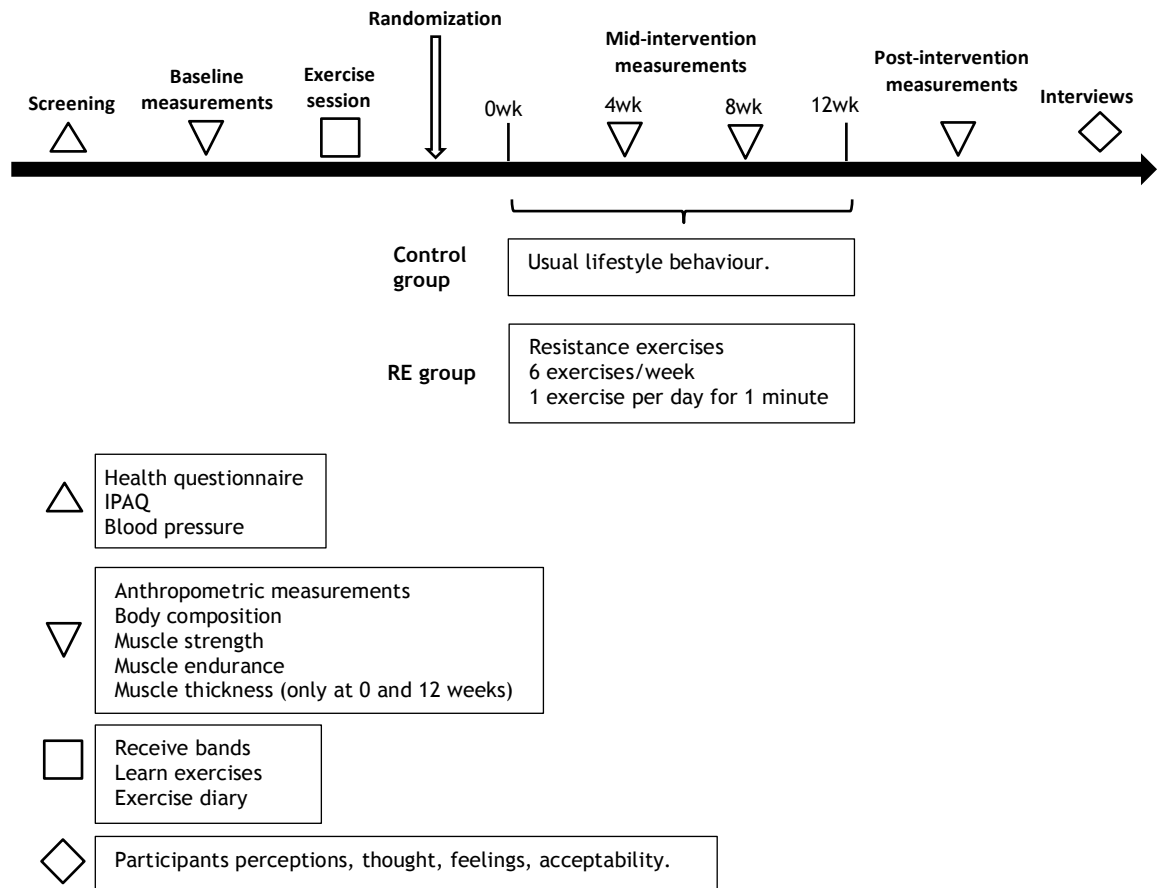 Randomization
Mid-intervention
measurements
Post-intervention
measurements
Baseline
measurements
Exercise
session
Screening
Interviews
0wk
4wk
8wk
12wk
Control
group
Usual lifestyle behaviour.
RE group
Resistance exercises
6 exercises/week
1 exercise per day for 1 minute
Health questionnaire
IPAQ
Blood pressure
Anthropometric measurements
Body composition
Muscle strength
Muscle endurance
Muscle thickness (only at 0 and 12 weeks)
Receive bands
Learn exercises
Exercise diary
Participants perceptions, thought, feelings, acceptability.